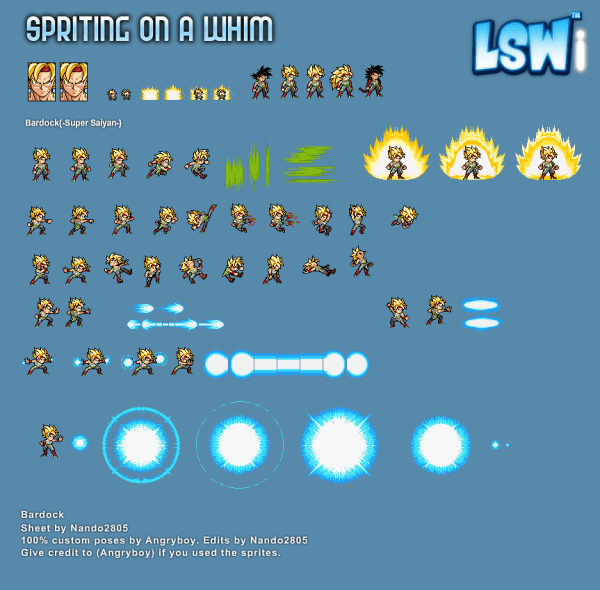 SPRITING ON A WHIM
LSWi™
Bardock{-Super Saiyan-}
Bardock
Sheet by Nando2805
100% custom poses by Angryboy. Edits by Nando2805
Give credit to (Angryboy) if you used the sprites.